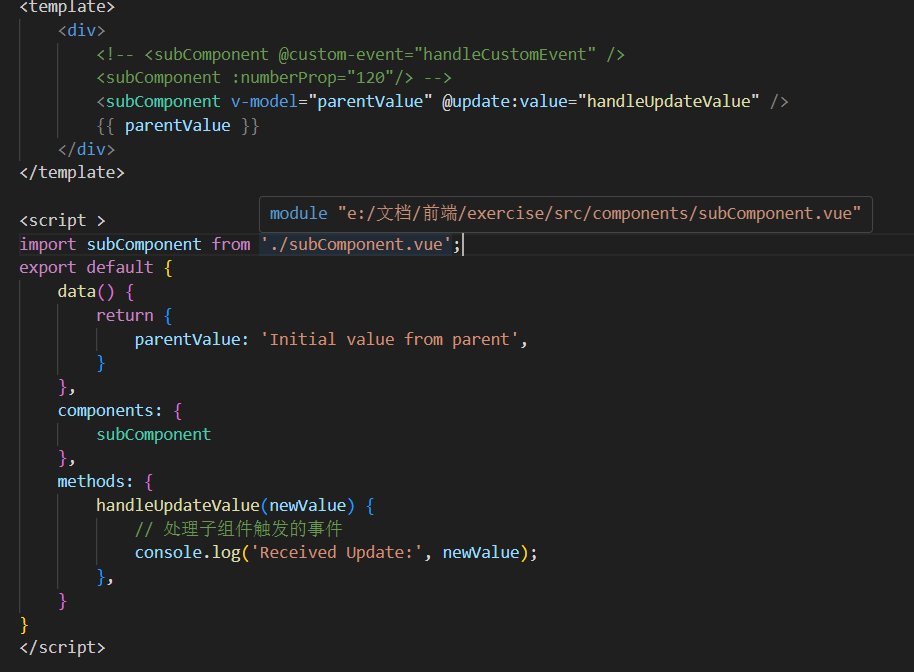 <template>
<div>
<!-- <subComponent @custom-event="handleCustomEvent" />
<subComponent :numberProp="120"/> -->
<subComponent v-model="parentValue" @update:value="handleUpdateValue" />
{{ parentValue }}
</div>
</template>
<script >
module "e:/文档/前端/exercise/src/components/subComponent.vue"
import subComponent from './subComponent.vue';
export default {
data() {
return {
parentValue: 'Initial value from parent',
}
},
components: {
subComponent
},
methods: {
handleUpdateValue(newValue) {
// 处理子组件触发的事件
console.log('Received Update:', newValue);
},
}
}
</script>